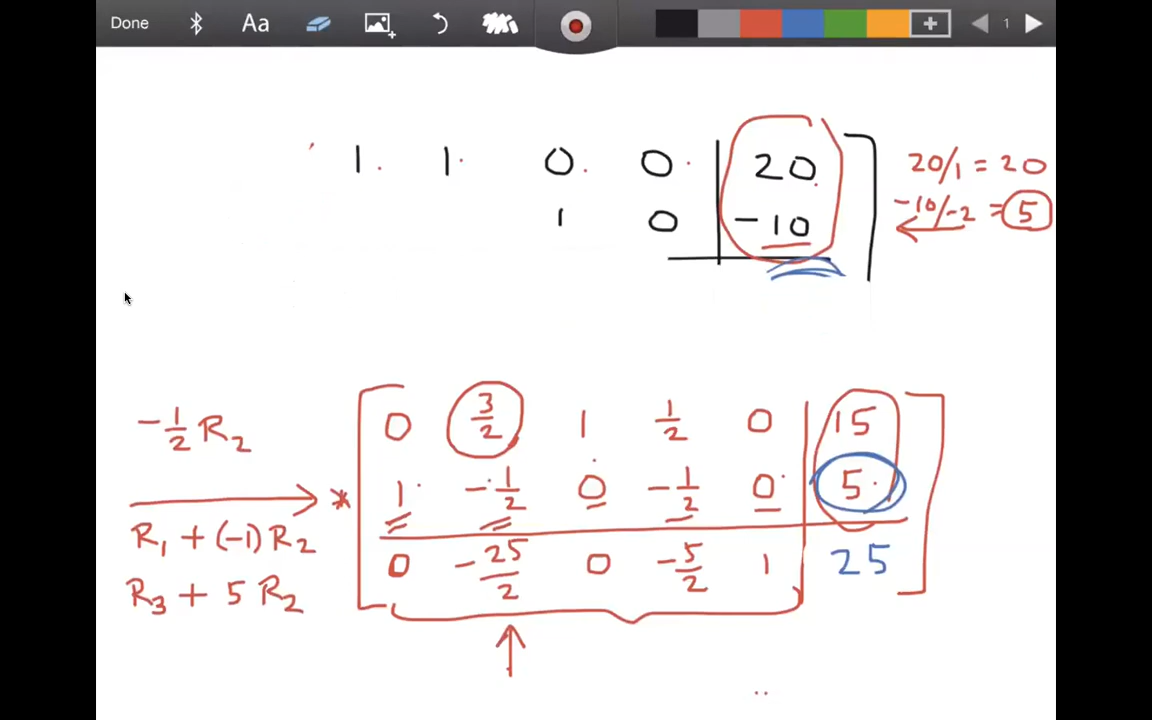 Done Aa 1
1 1 0 0 | 20 20/1 = 20
1 0 | -10 -10/-2 = 5
-1/2 R2
0 3/2 1 1/2 0 | 15
* 1 -1/2 0 -1/2 0 | 5
R1 + (-1) R2
0 -25/2 0 -5/2 1 | 25
R3 + 5 R2